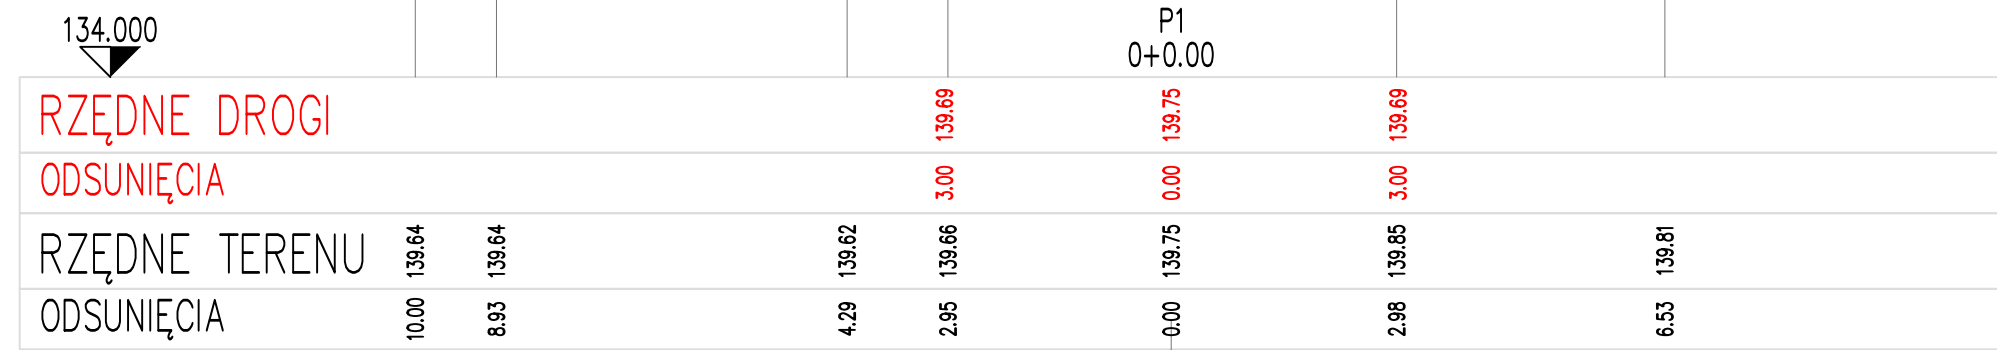 134.000
P1
0+0.00
RZĘDNE DROGI 139.69 139.75 139.69
ODSUNIĘCIA 3.00 0.00 3.00
RZĘDNE TERENU 139.64 139.64 139.62 139.66 139.75 139.85 139.81
ODSUNIĘCIA 10.00 8.93 4.29 2.95 0.00 2.98 6.53